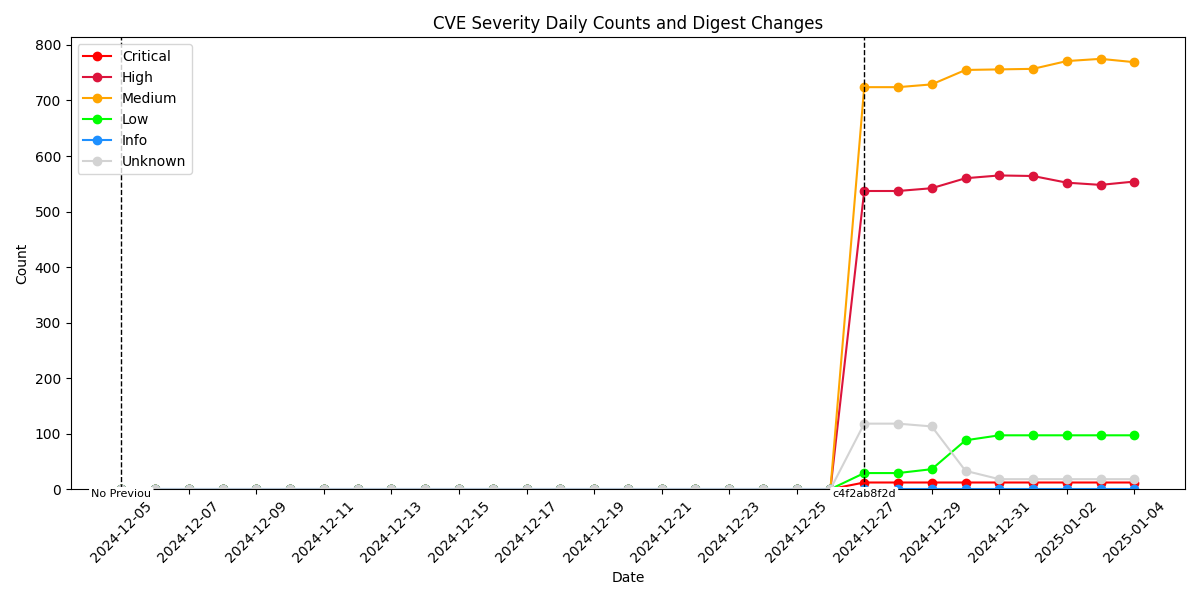 CVE Severity Daily Counts and Digest Changes
Critical
High
Medium
Low
Info
Unknown
800
700
600
500
400
300
200
100
0
Count
No Previou
c4f2ab8f2d
2024-12-05
2024-12-07
2024-12-09
2024-12-11
2024-12-13
2024-12-15
2024-12-17
2024-12-19
2024-12-21
2024-12-23
2024-12-25
2024-12-27
2024-12-29
2024-12-31
2025-01-02
2025-01-04
Date